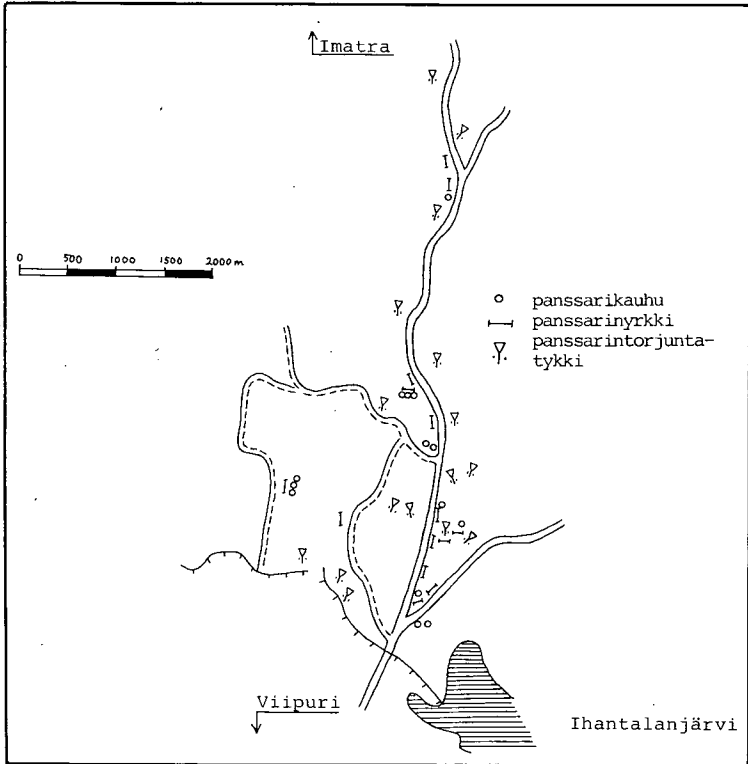 Imatra
0 500 1000 1500 2000 m
panssarikauhu
panssarinyrkki
panssarintorjunta-
tykki
Viipuri
Ihantalanjärvi